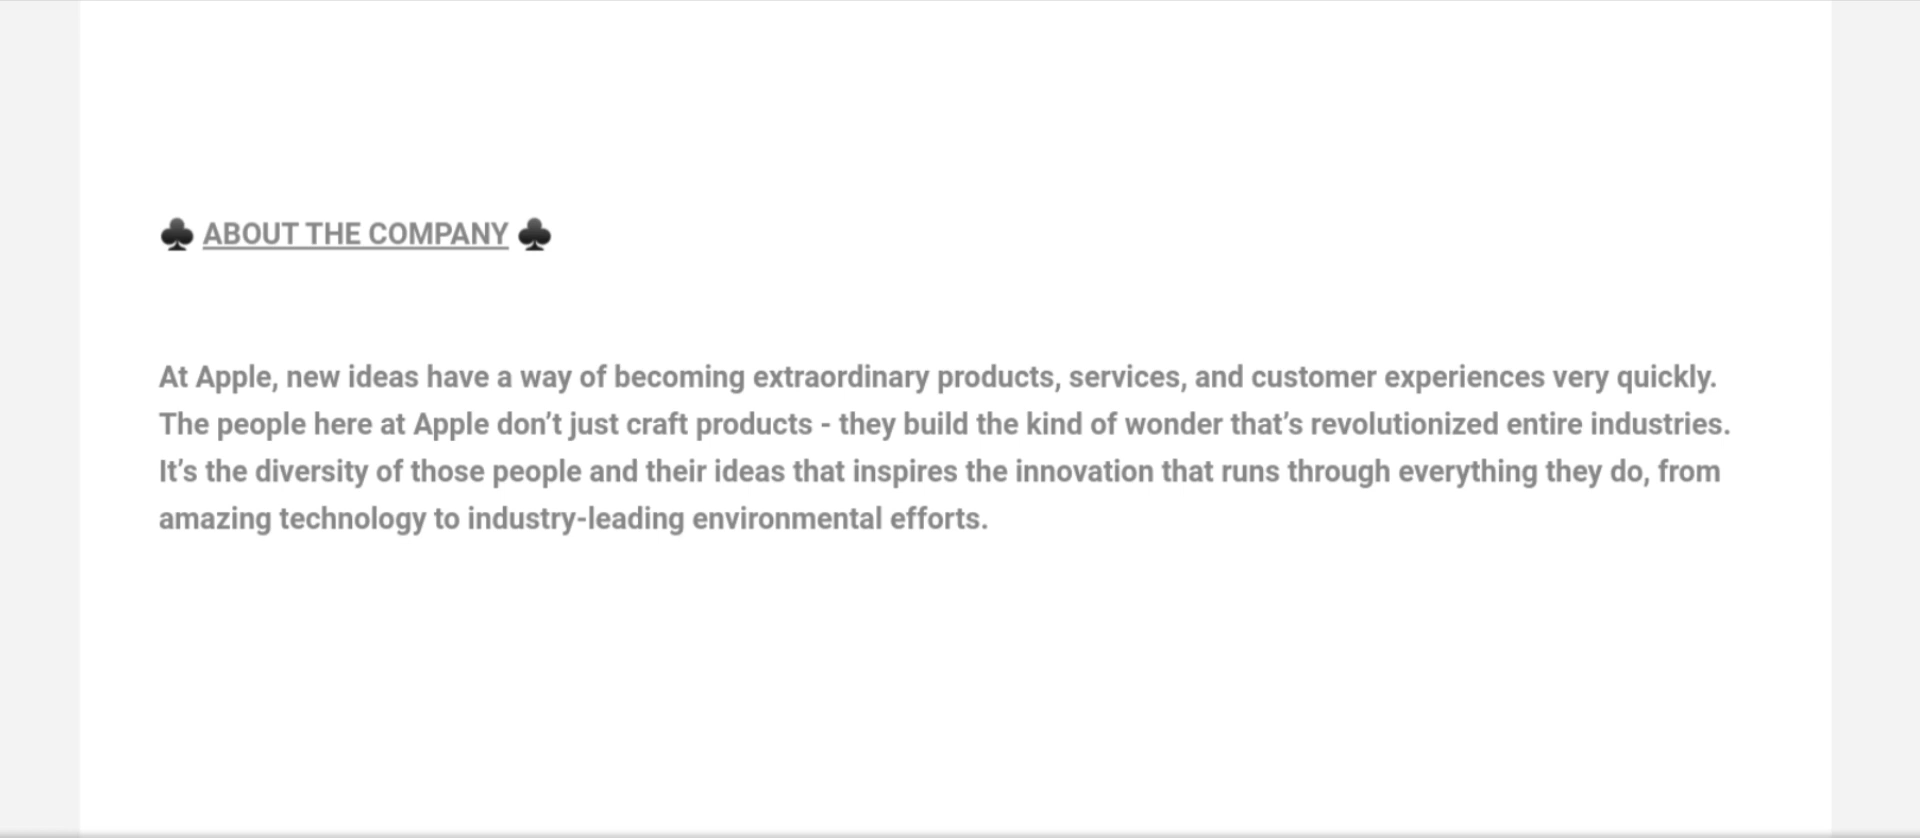 ♣ ABOUT THE COMPANY ♣
At Apple, new ideas have a way of becoming extraordinary products, services, and customer experiences very quickly.
The people here at Apple don’t just craft products - they build the kind of wonder that’s revolutionized entire industries.
It’s the diversity of those people and their ideas that inspires the innovation that runs through everything they do, from
amazing technology to industry-leading environmental efforts.